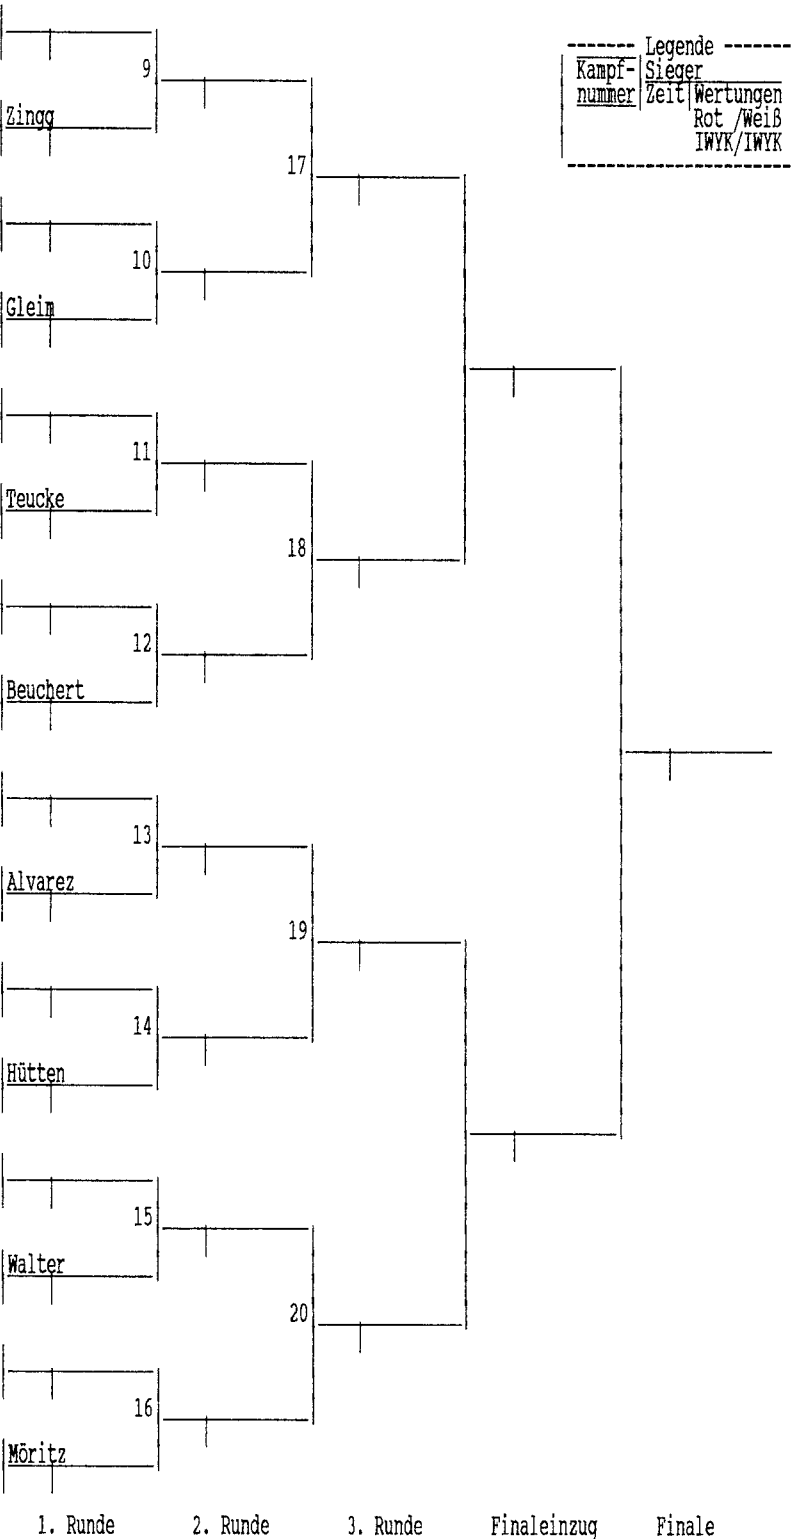 Legende
Kampf- Sieger
nummer Zeit Wertungen
Rot /Weiß
IWYK/IWYK
9
Zingg
17
10
Gleim
11
Teucke
18
12
Beuchert
13
Alvarez
19
14
Hütten
15
Walter
20
16
Möritz
1. Runde 2. Runde 3. Runde Finaleinzug Finale